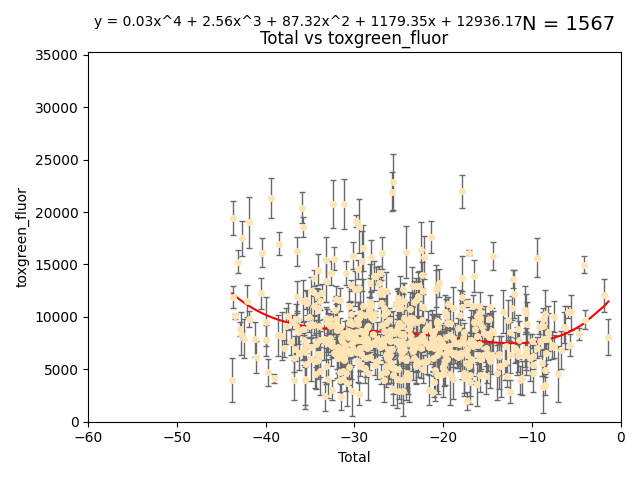 y = 0.03x^4 + 2.56x^3 + 87.32x^2 + 1179.35x + 12936.17
N = 1567
Total vs toxgreen_fluor
35000
30000
25000
20000
15000
10000
5000
0
toxgreen_fluor
−60 −50 −40 −30 −20 −10 0
Total